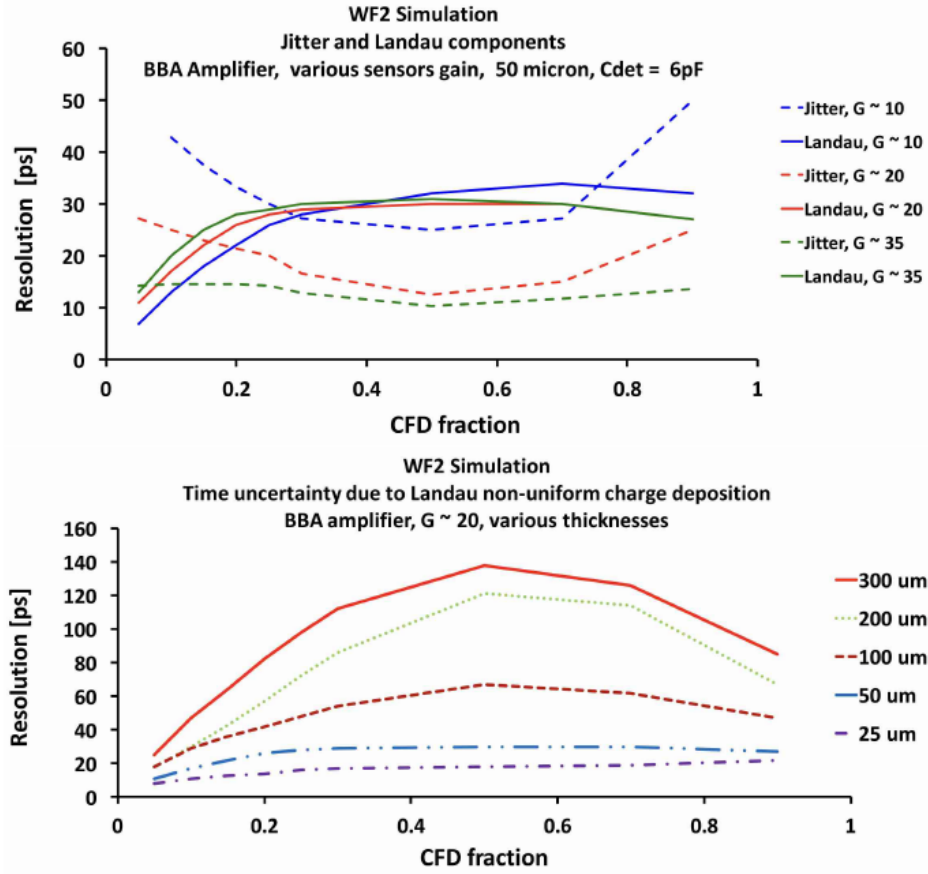 WF2 Simulation
Jitter and Landau components
BBA Amplifier, various sensors gain, 50 micron, Cdet = 6pF
60
50
40
30
20
10
0
Resolution [ps]
0
0.2
0.4
0.6
0.8
1
CFD fraction
Jitter, G ~ 10
Landau, G ~ 10
Jitter, G ~ 20
Landau, G ~ 20
Jitter, G ~ 35
Landau, G ~ 35
WF2 Simulation
Time uncertainty due to Landau non-uniform charge deposition
BBA amplifier, G ~ 20, various thicknesses
160
140
120
100
80
60
40
20
0
Resolution [ps]
0
0.2
0.4
0.6
0.8
1
CFD fraction
300 um
200 um
100 um
50 um
25 um